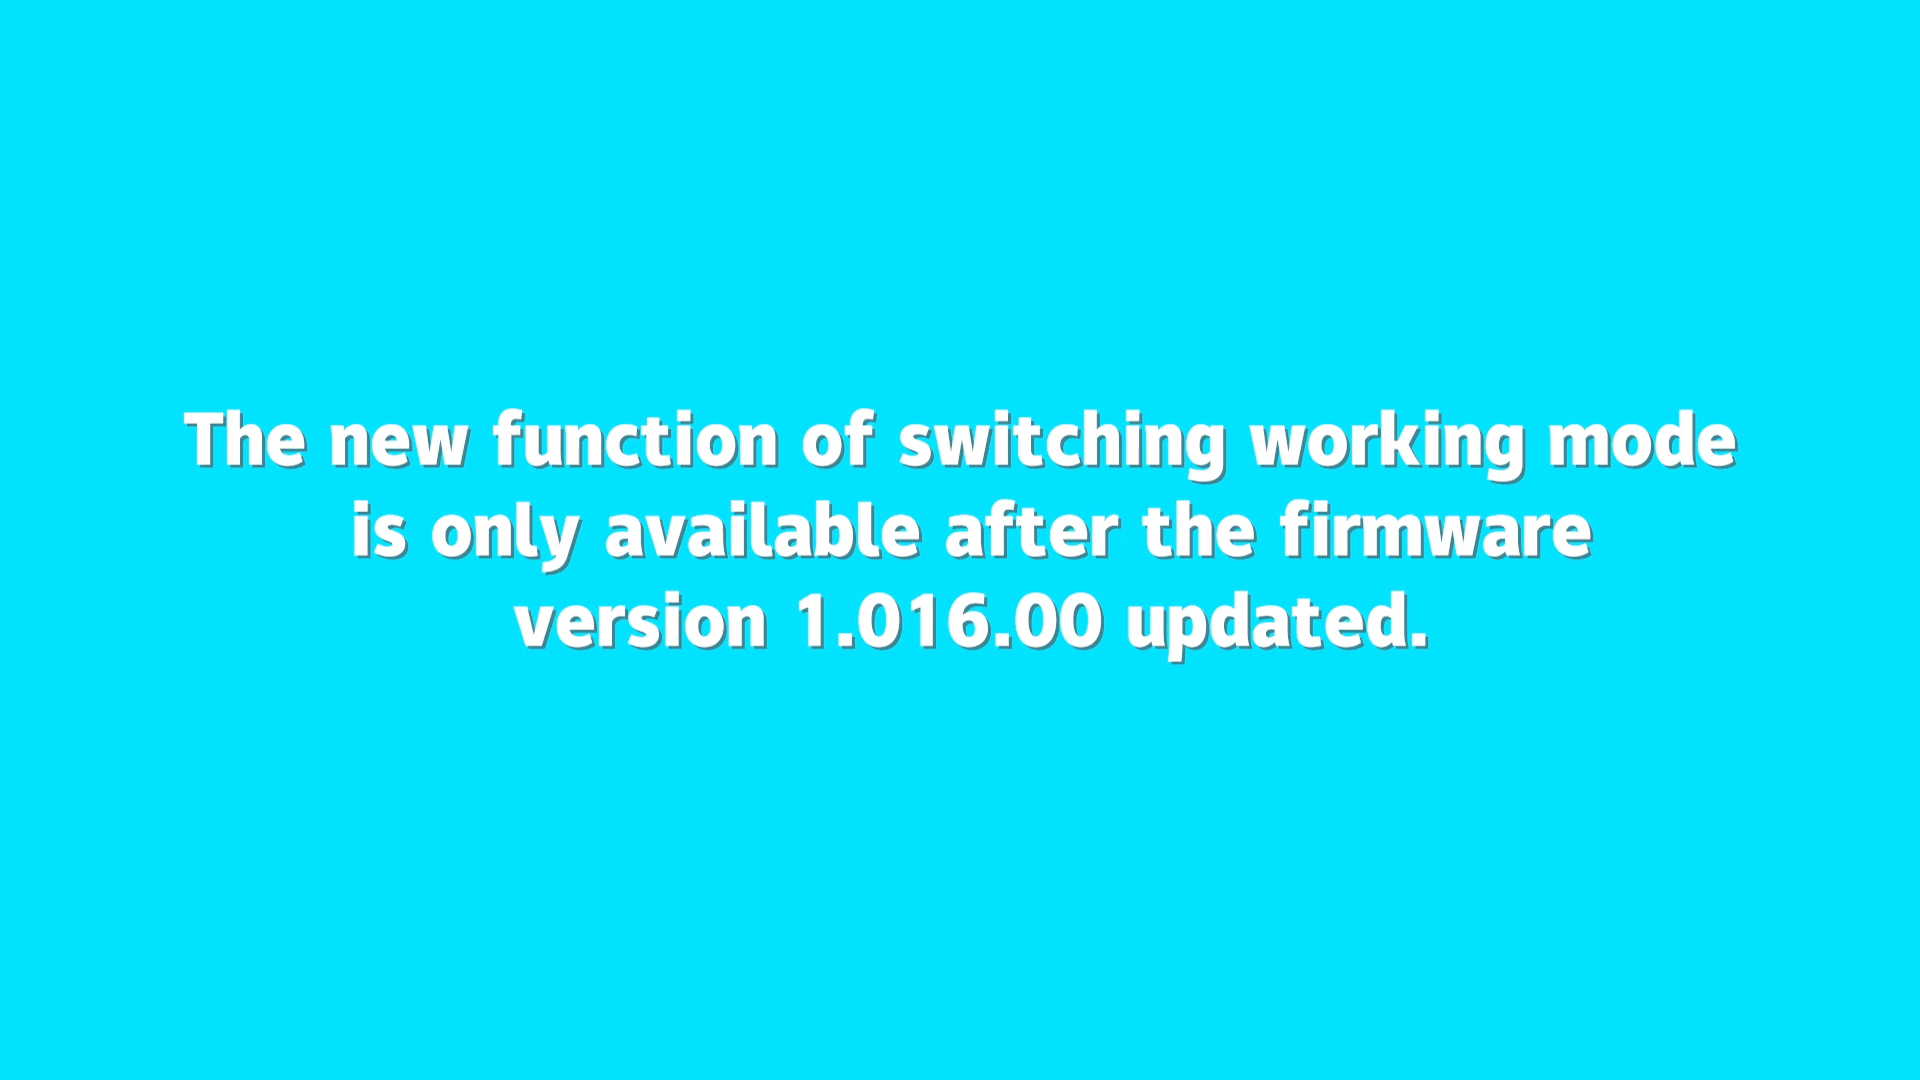 The new function of switching working mode
is only available after the firmware
version 1.016.00 updated.